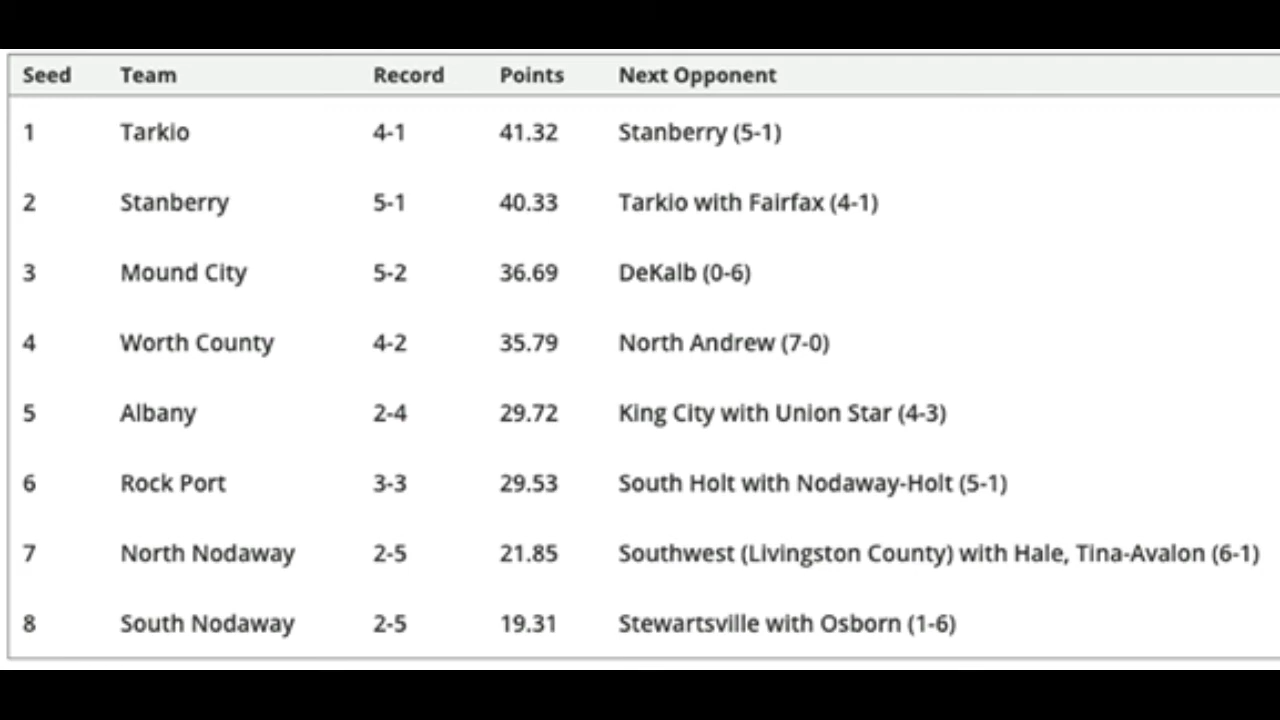 Seed Team Record Points Next Opponent
1 Tarkio 4-1 41.32 Stanberry (5-1)
2 Stanberry 5-1 40.33 Tarkio with Fairfax (4-1)
3 Mound City 5-2 36.69 DeKalb (0-6)
4 Worth County 4-2 35.79 North Andrew (7-0)
5 Albany 2-4 29.72 King City with Union Star (4-3)
6 Rock Port 3-3 29.53 South Holt with Nodaway-Holt (5-1)
7 North Nodaway 2-5 21.85 Southwest (Livingston County) with Hale, Tina-Avalon (6-1)
8 South Nodaway 2-5 19.31 Stewartsville with Osborn (1-6)